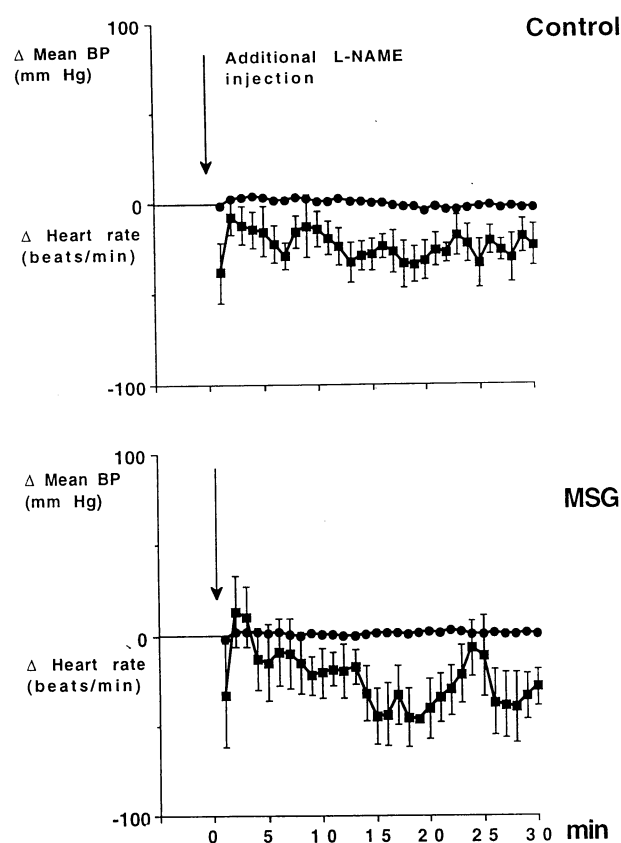 100
Control
Δ Mean BP
(mm Hg)
Additional L-NAME
injection
0
Δ Heart rate
(beats/min)
-100
100
Δ Mean BP
(mm Hg)
MSG
0
Δ Heart rate
(beats/min)
-100
0 5 10 15 20 25 30 min